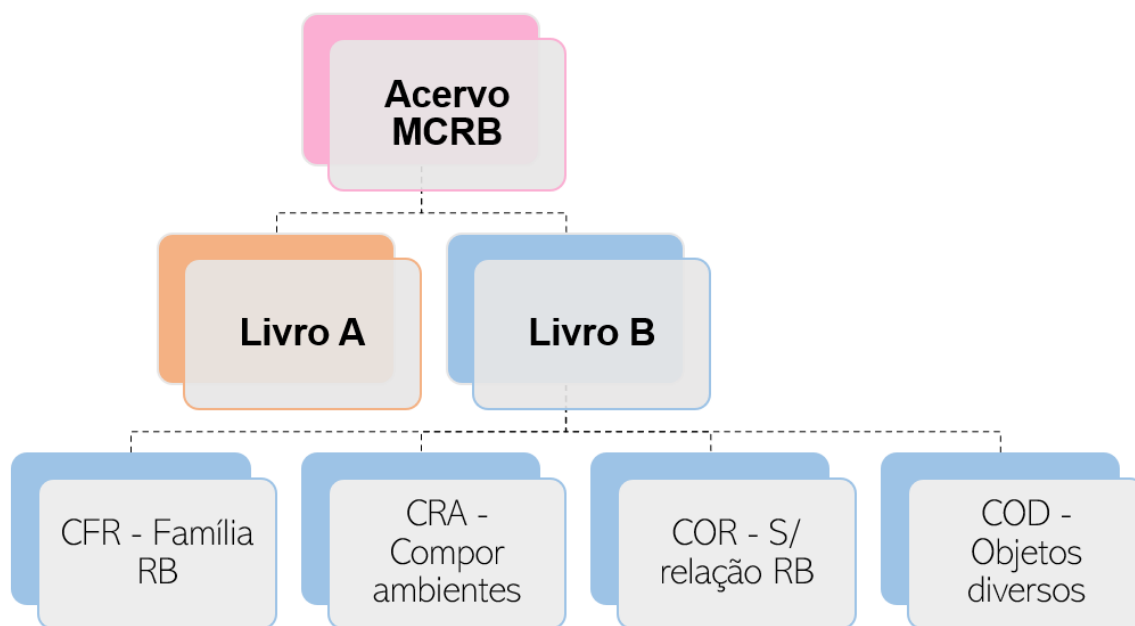 Acervo
MCRB
Livro A
Livro B
CFR - Família
RB
CRA -
Compor
ambientes
COR - S/
relação RB
COD -
Objetos
diversos